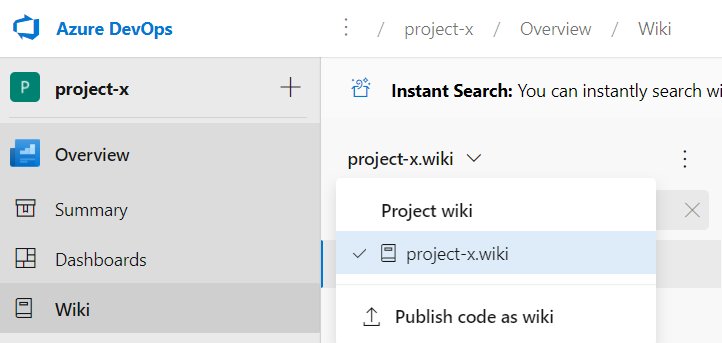 Azure DevOps
/ project-x / Overview / Wiki
P project-x
Instant Search: You can instantly search wi
Overview
project-x.wiki
Summary
Project wiki
Dashboards
project-x.wiki
Wiki
Publish code as wiki